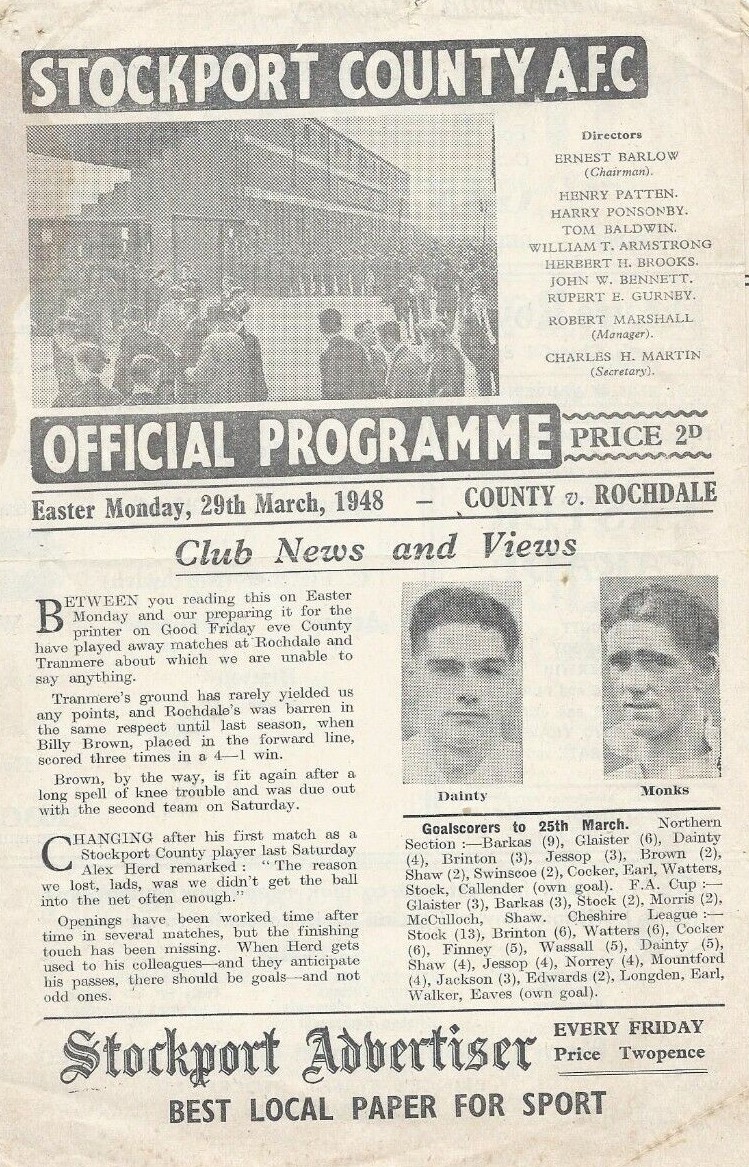 STOCKPORT COUNTY A.F.C
Directors
ERNEST BARLOW
(Chairman).
HENRY PATTEN.
HARRY PONSONBY.
TOM BALDWIN.
WILLIAM T. ARMSTRONG
HERBERT H. BROOKS.
JOHN W. BENNETT.
RUPERT E. GURNEY.
ROBERT MARSHALL
(Manager).
CHARLES H. MARTIN
(Secretary).
OFFICIAL PROGRAMME
PRICE 2D
Easter Monday, 29th March, 1948 — COUNTY v. ROCHDALE
Club News and Views
BETWEEN you reading this on Easter
Monday and our preparing it for the
printer on Good Friday eve County
have played away matches at Rochdale and
Tranmere about which we are unable to
say anything.
Tranmere's ground has rarely yielded us
any points, and Rochdale's was barren in
the same respect until last season, when
Billy Brown, placed in the forward line,
scored three times in a 4—1 win.
Brown, by the way, is fit again after a
long spell of knee trouble and was due out
with the second team on Saturday.
CHANGING after his first match as a
Stockport County player last Saturday
Alex Herd remarked : " The reason
we lost, lads, was we didn't get the ball
into the net often enough."
Openings have been worked time after
time in several matches, but the finishing
touch has been missing. When Herd gets
used to his colleagues—and they anticipate
his passes, there should be goals—and not
odd ones.
Dainty
Monks
Goalscorers to 25th March. Northern
Section :—Barkas (9), Glaister (6), Dainty
(4), Brinton (3), Jessop (3), Brown (2),
Shaw (2), Swinscoe (2), Cocker, Earl, Watters,
Stock, Callender (own goal). F.A. Cup :—
Glaister (3), Barkas (3), Stock (2), Morris (2),
McCulloch, Shaw. Cheshire League :—
Stock (13), Brinton (6), Watters (6), Cocker
(6), Finney (5), Wassall (5), Dainty (5),
Shaw (4), Jessop (4), Norrey (4), Mountford
(4), Jackson (3), Edwards (2), Longden, Earl,
Walker, Eaves (own goal).
Stockport Advertiser
EVERY FRIDAY
Price Twopence
BEST LOCAL PAPER FOR SPORT